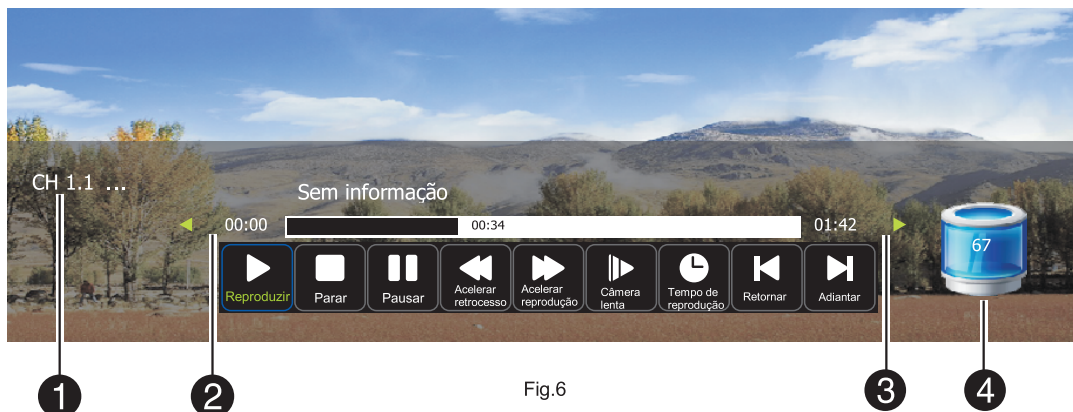 CH 1.1 ...
Sem informação
00:00
00:34
01:42
67
Reproduzir
Parar
Pausar
Acelerar
retrocesso
Acelerar
reprodução
Câmera
lenta
Tempo de
reprodução
Retornar
Adiantar
1
2
Fig.6
3
4